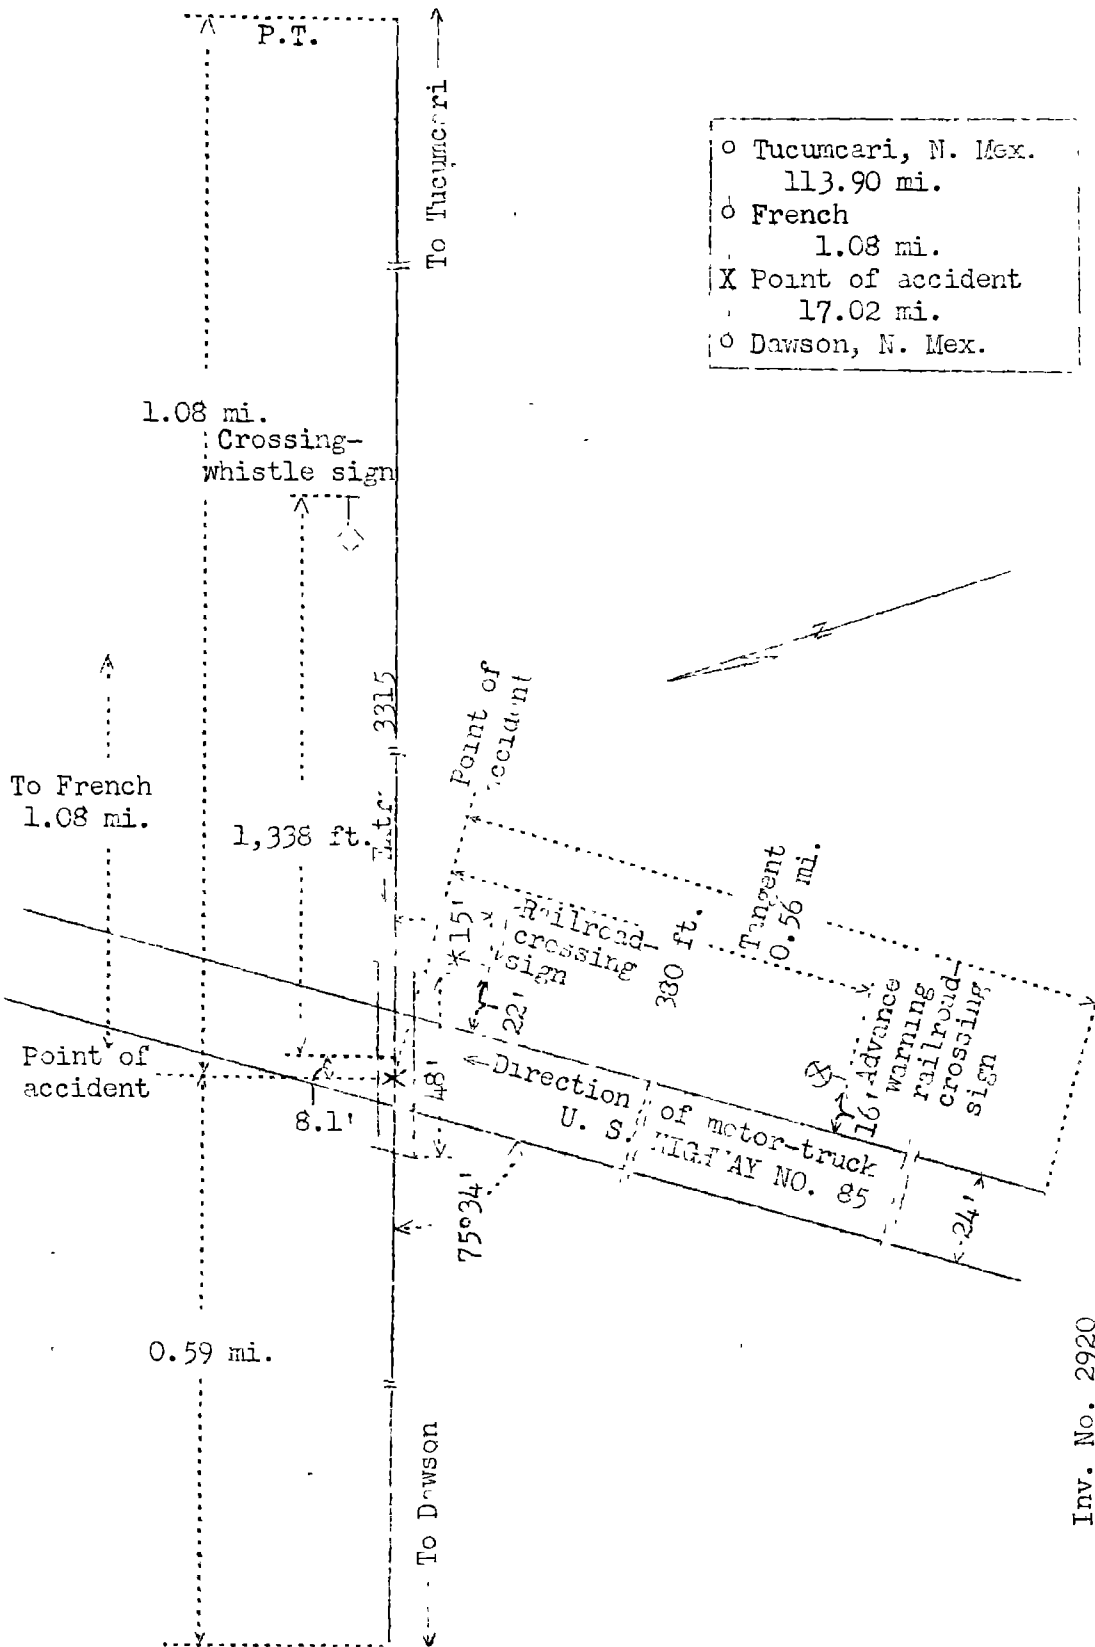 P.T.
To Tucumcari
o Tucumcari, N. Mex.
113.90 mi.
o French
1.08 mi.
X Point of accident
17.02 mi.
o Dawson, N. Mex.
1.08 mi.
Crossing-
whistle sign
3315
Point of
To French
1.08 mi.
1,338 ft.
Tangent
0.56 mi.
15'
Railroad-
crossing
sign
22'
380 ft.
16'
Advance
warning
railroad-
crossing
sign
Point of
accident
8.1'
48'
Direction of motor-truck
U. S. HIGHWAY NO. 85
24'
75°34'
0.59 mi.
To Dawson
Inv. No. 2920